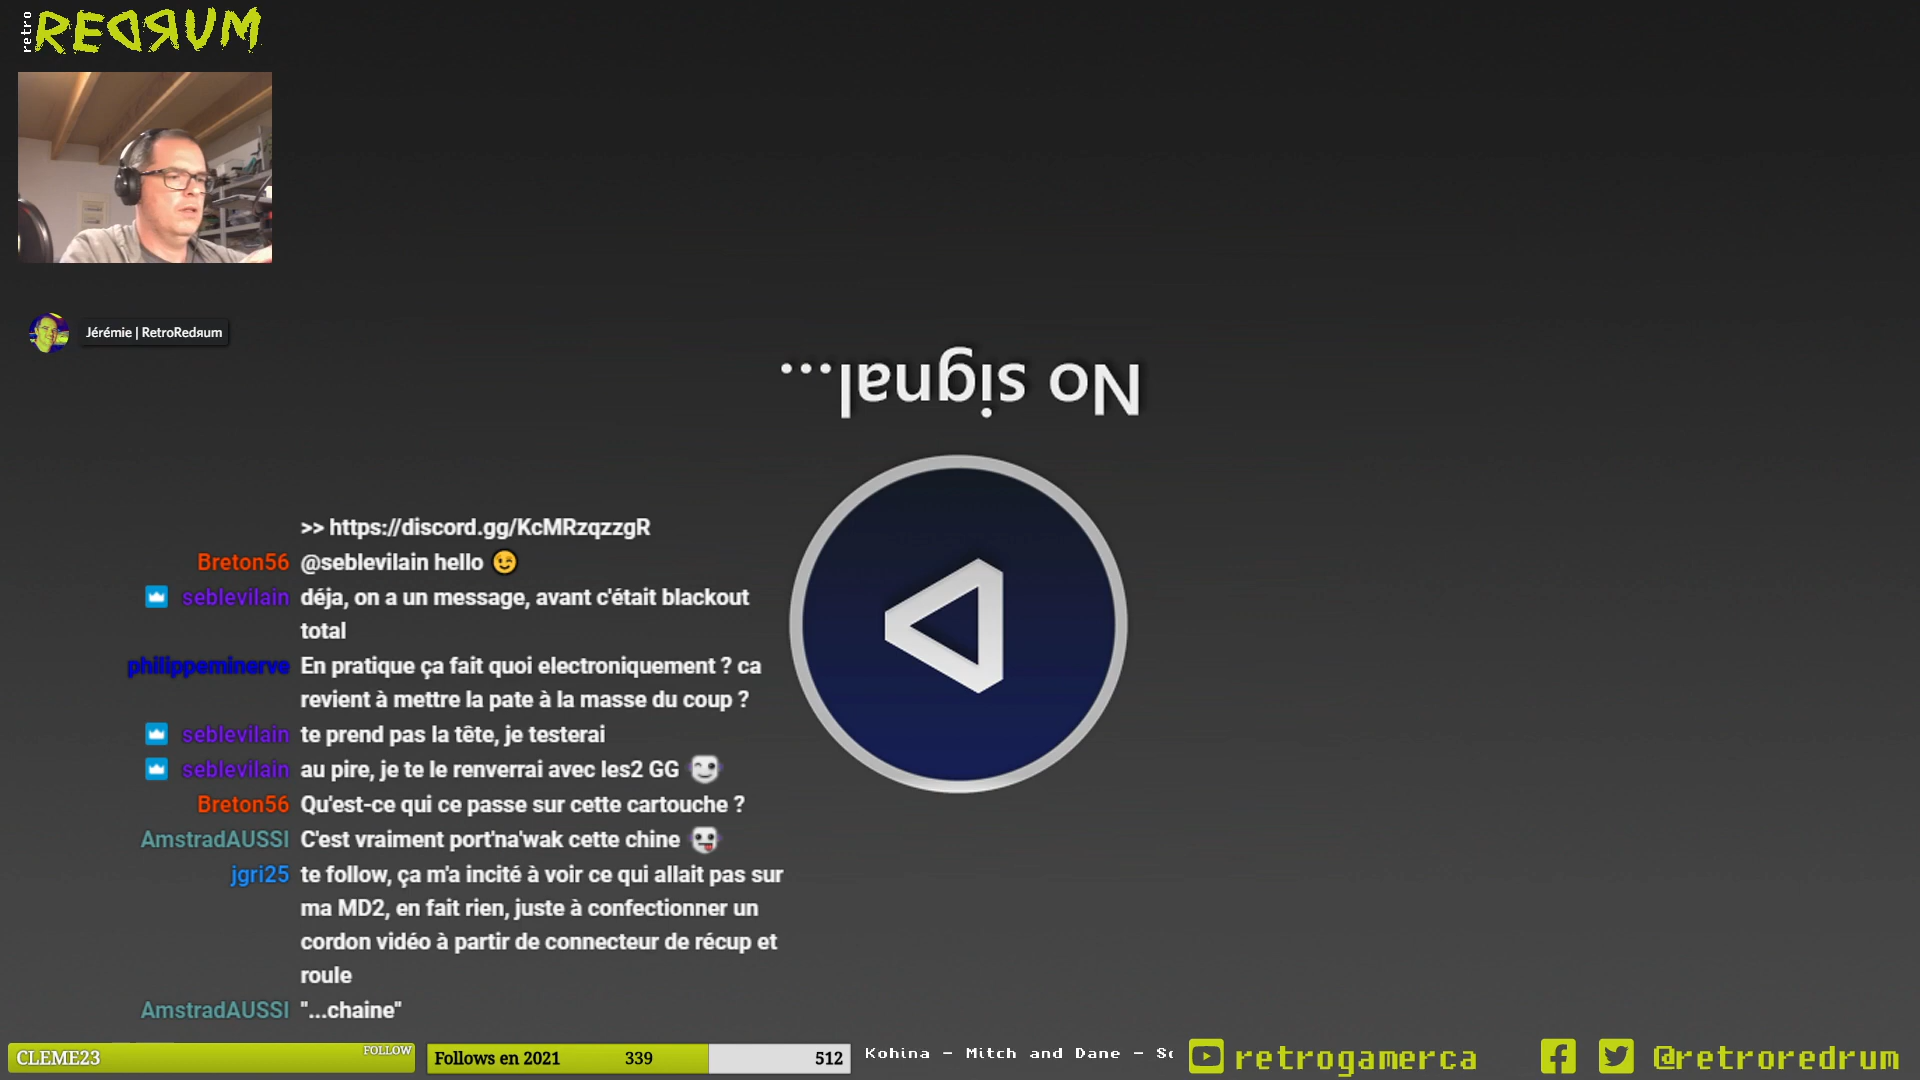 retro REDRUM
Jérémie | RetroRedяum
No signal...
>> https://discord.gg/KcMRzqzzgR
Breton56 @seblevilain hello 😉
seblevilain déja, on a un message, avant c'était blackout
total
philippeminerve En pratique ça fait quoi electroniquement ? ca
revient à mettre la pate à la masse du coup ?
seblevilain te prend pas la tête, je testerai
seblevilain au pire, je te le renverrai avec les2 GG
Breton56 Qu'est-ce qui ce passe sur cette cartouche ?
AmstradAUSSI C'est vraiment port'na'wak cette chine
jgri25 te follow, ça m'a incité à voir ce qui allait pas sur
ma MD2, en fait rien, juste à confectionner un
cordon vidéo à partir de connecteur de récup et
roule
AmstradAUSSI "...chaine"
CLEME23 FOLLOW Follows en 2021 339 512 Kohina - Mitch and Dane - Sc retrogamerca @retroredrum